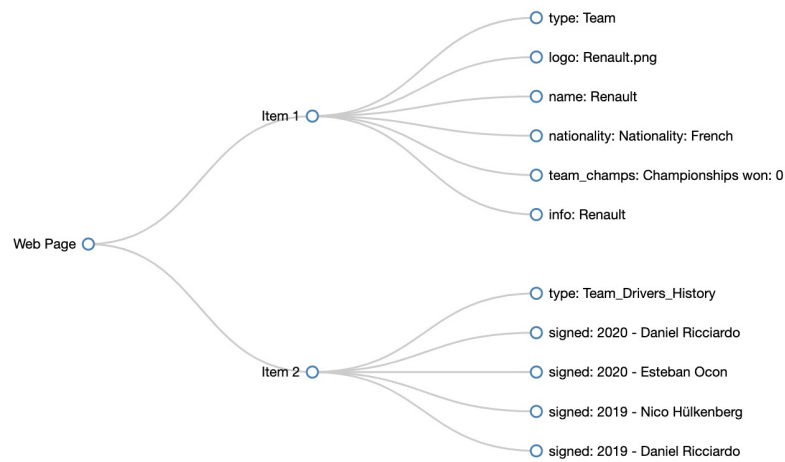 type: Team
logo: Renault.png
name: Renault
Item 1
nationality: Nationality: French
team_champs: Championships won: 0
info: Renault
Web Page
type: Team_Drivers_History
signed: 2020 - Daniel Ricciardo
Item 2
signed: 2020 - Esteban Ocon
signed: 2019 - Nico Hülkenberg
signed: 2019 - Daniel Ricciardo